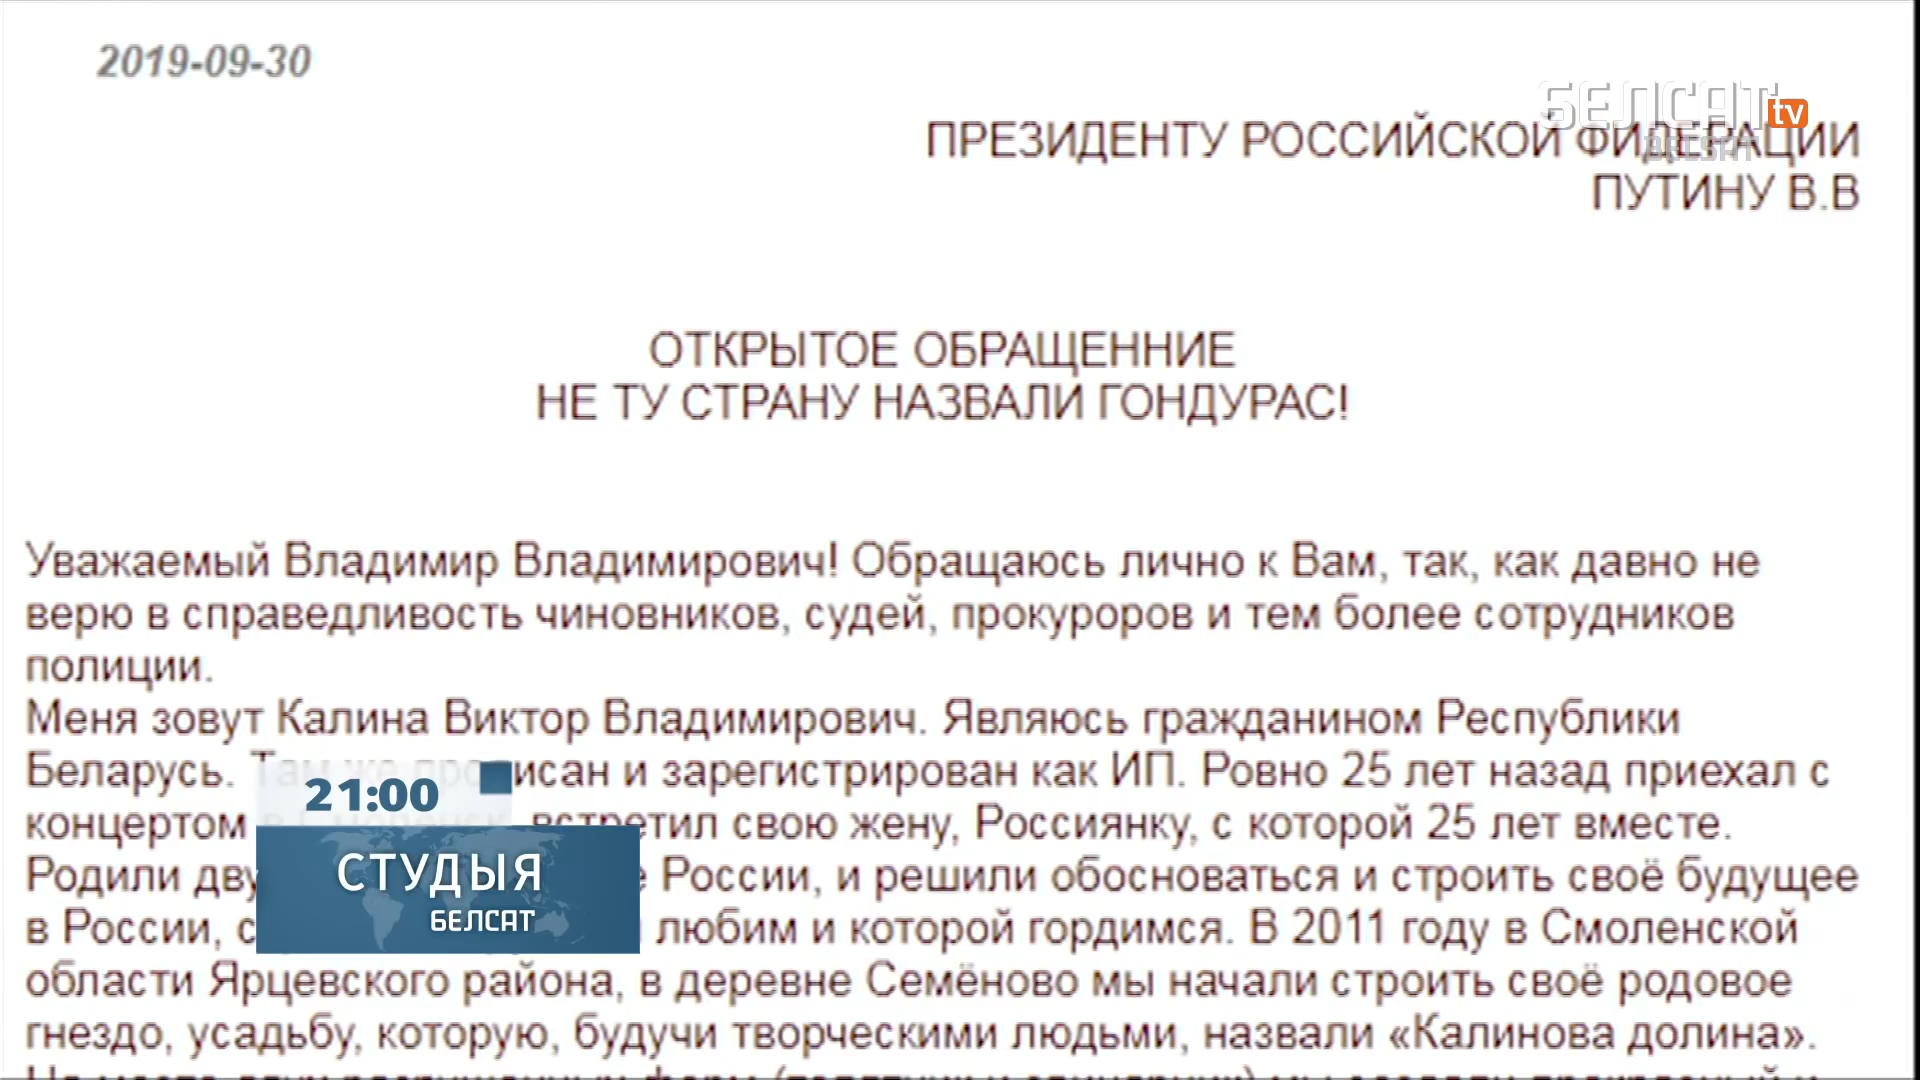 2019-09-30
БЕЛСАТ tv
BELSAT
ПРЕЗИДЕНТУ РОССИЙСКОЙ ФИДЕРАЦИИ
ПУТИНУ В.В
ОТКРЫТОЕ ОБРАЩЕННИЕ
НЕ ТУ СТРАНУ НАЗВАЛИ ГОНДУРАС!
Уважаемый Владимир Владимирович! Обращаюсь лично к Вам, так, как давно не
верю в справедливость чиновников, судей, прокуроров и тем более сотрудников
полиции.
Меня зовут Калина Виктор Владимирович. Являюсь гражданином Республики
Беларусь. Там же прописан и зарегистрирован как ИП. Ровно 25 лет назад приехал с
концертом встретил свою жену, Россиянку, с которой 25 лет вместе.
Родили России, и решили обосноваться и строить своё будущее
в России, любим и которой гордимся. В 2011 году в Смоленской
области Ярцевского района, в деревне Семёново мы начали строить своё родовое
гнездо, усадьбу, которую, будучи творческими людьми, назвали «Калинова долина».
21:00
СТУДЫЯ
БЕЛСАТ